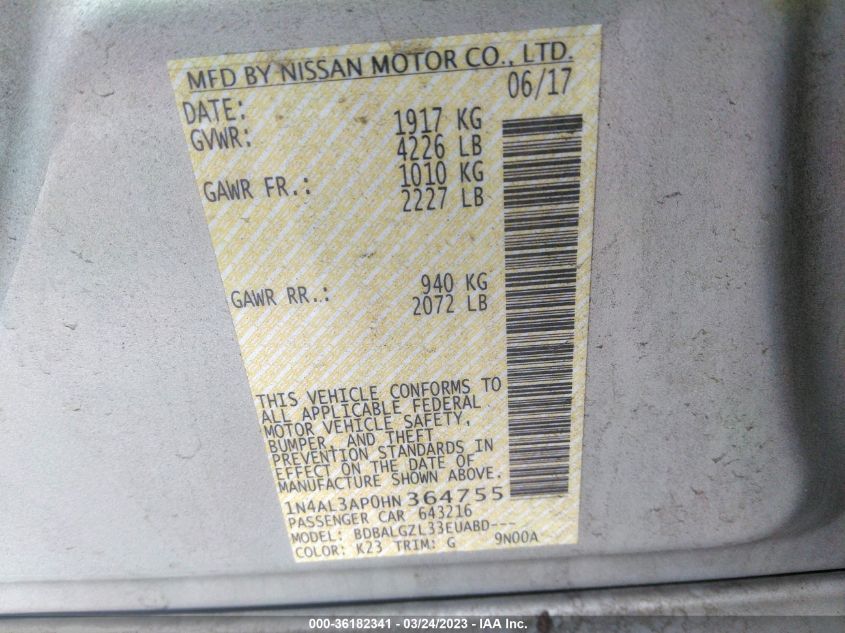 MFD BY NISSAN MOTOR CO., LTD.
DATE: 06/17
GVWR: 1917 KG
4226 LB
GAWR FR.: 1010 KG
2227 LB
GAWR RR.: 940 KG
2072 LB
THIS VEHICLE CONFORMS TO
ALL APPLICABLE FEDERAL
MOTOR VEHICLE SAFETY,
BUMPER, AND THEFT
PREVENTION STANDARDS IN
EFFECT ON THE DATE OF
MANUFACTURE SHOWN ABOVE.
1N4AL3AP0HN364755
PASSENGER CAR 643216
MODEL: BDBALGZL33EUABD---
COLOR: K23 TRIM: G 9N00A
000-36182341 - 03/24/2023 - IAA Inc.